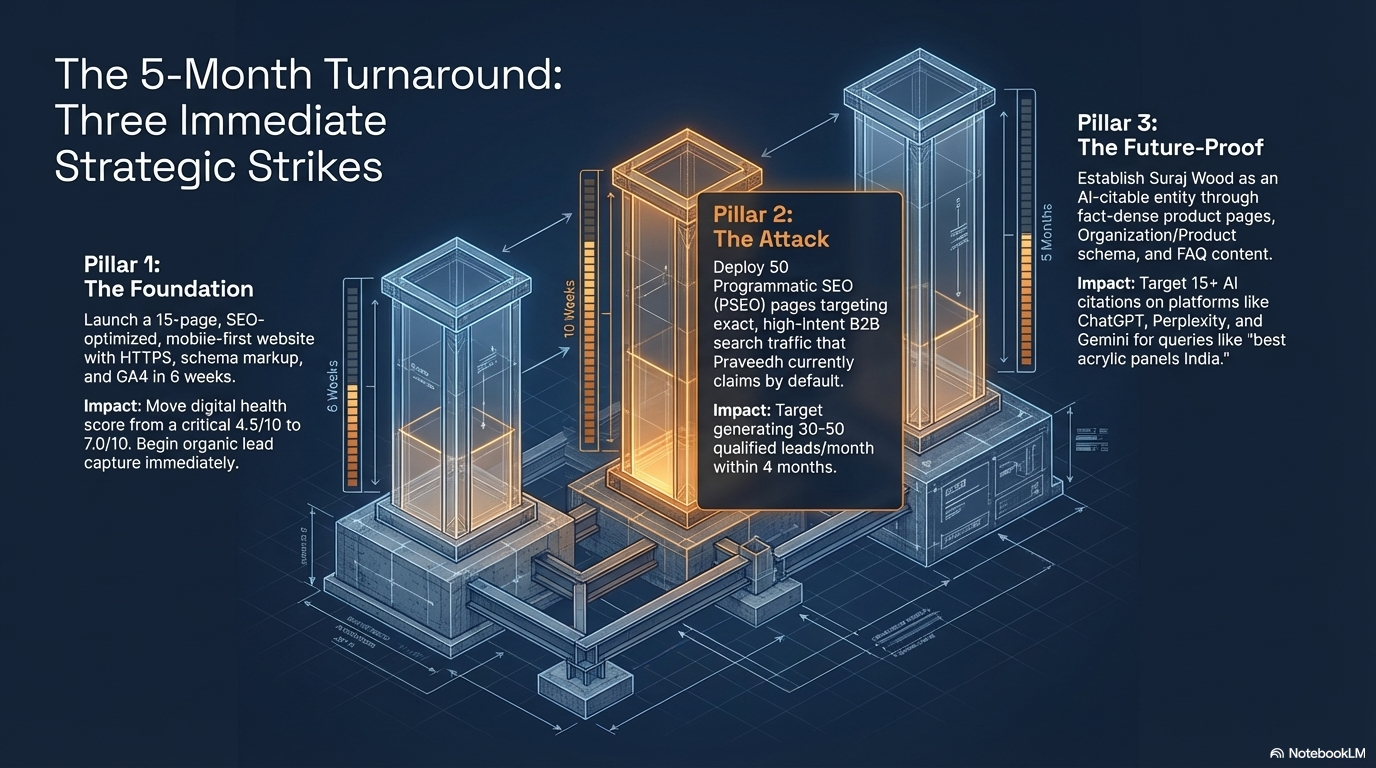 The 5-Month Turnaround:
Three Immediate
Strategic Strikes
Pillar 1:
The Foundation
Launch a 15-page, SEO-
optimized, mobiie-first website
with HTTPS, schema markup,
and GA4 in 6 weeks.
Impact: Move digital health
score from a critical 4.5/10 to
7.0/10. Begin organic lead
capture immediately.
6 Weeks
10 Weeks
Pillar 2:
The Attack
Deploy 50
Programmatic SEO
(PSEO) pages targeting
exact, high-Intent B2B
search traffic that
Praveedh currently
claims by default.
Impact: Target
generating 30-50
qualified leads/month
within 4 months.
5 Months
Pillar 3:
The Future-Proof
Establish Suraj Wood as an
AI-citable entity through
fact-dense product pages,
Organization/Product
schema, and FAQ content.
Impact: Target 15+ AI
citations on platforms like
ChatGPT, Perplexity, and
Gemini for queries like "best
acrylic panels India."
NotebookLM